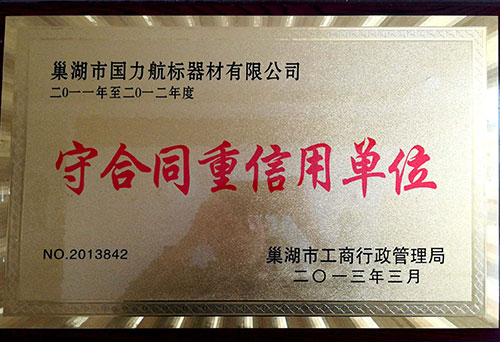 巢湖市国力航标器材有限公司
二〇一一年至二〇一二年度
守合同重信用单位
NO.2013842
巢湖市工商行政管理局
二〇一三年三月